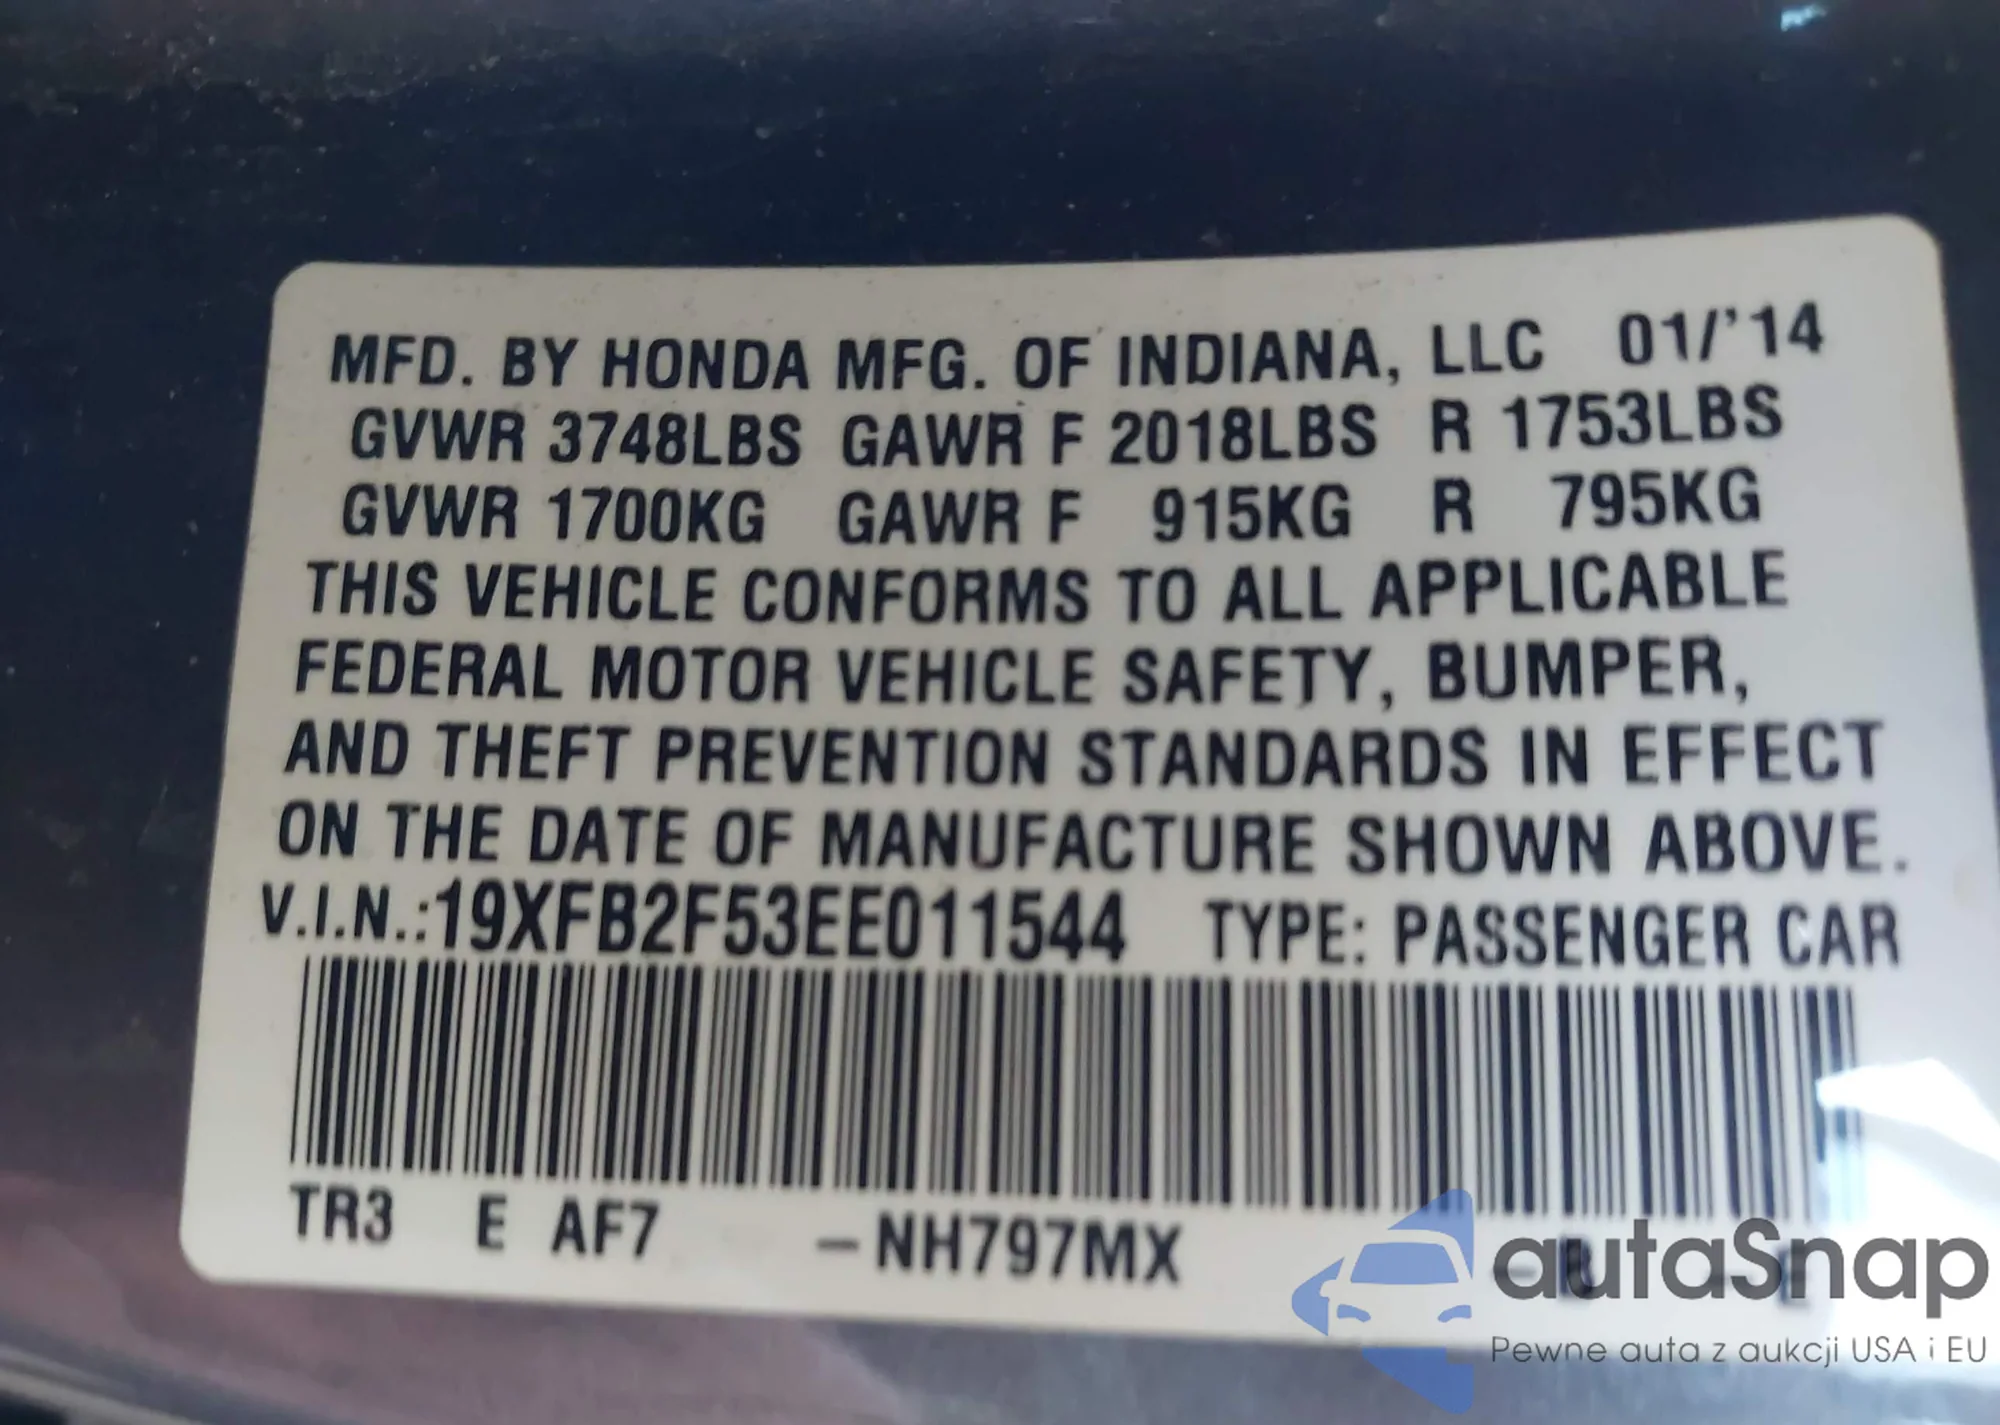 MFD. BY HONDA MFG. OF INDIANA, LLC 01/'14
GVWR 3748LBS GAWR F 2018LBS R 1753LBS
GVWR 1700KG GAWR F 915KG R 795KG
THIS VEHICLE CONFORMS TO ALL APPLICABLE
FEDERAL MOTOR VEHICLE SAFETY, BUMPER,
AND THEFT PREVENTION STANDARDS IN EFFECT
ON THE DATE OF MANUFACTURE SHOWN ABOVE.
V.I.N.:19XFB2F53EE011544 TYPE: PASSENGER CAR
TR3 E AF7 –NH797MX
autaSnap
Pewne auta z aukcji USA i EU